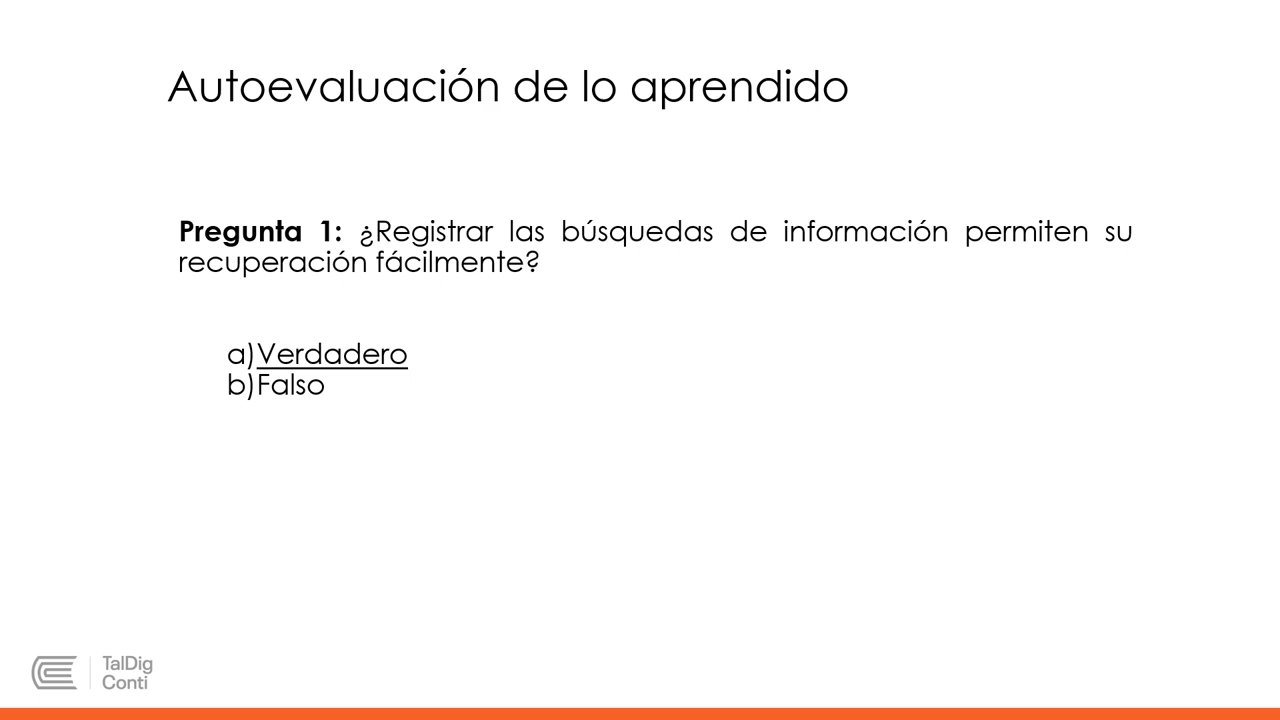 Autoevaluación de lo aprendido
Pregunta 1: ¿Registrar las búsquedas de información permiten su
recuperación fácilmente?
a)Verdadero
b)Falso
TalDig
Conti